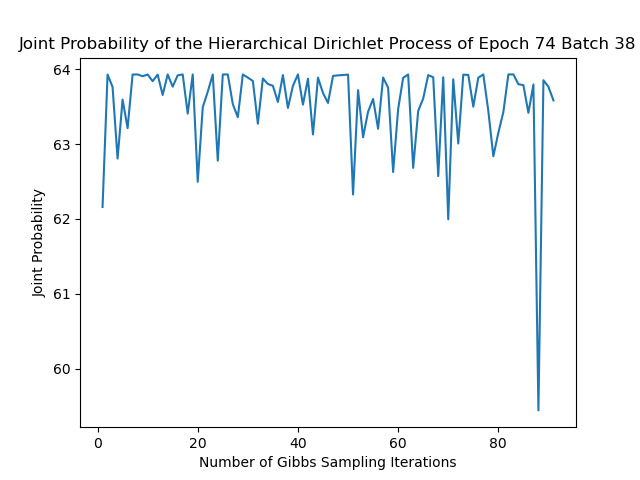 Joint Probability of the Hierarchical Dirichlet Process of Epoch 74 Batch 38
64
63
62
61
60
Joint Probability
0 20 40 60 80
Number of Gibbs Sampling Iterations